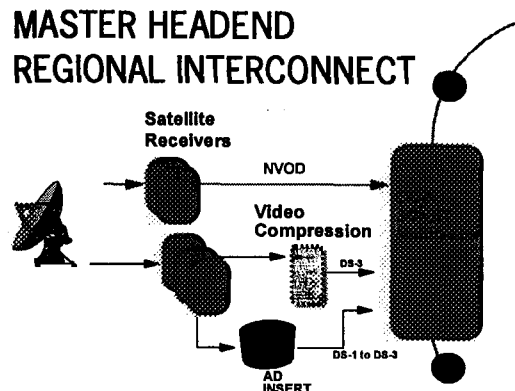 MASTER HEADEND
REGIONAL INTERCONNECT
Satellite
Receivers
NVOD
Video
Compression
DS-3
DS-1 to DS-3
AD
INSERT